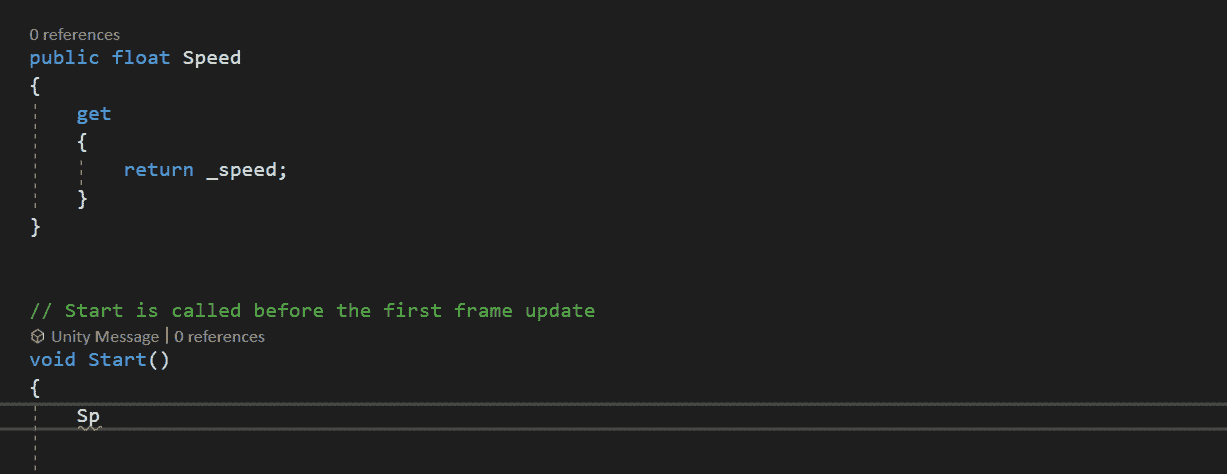 0 references
public float Speed
{
get
{
return _speed;
}
}
// Start is called before the first frame update
Unity Message | 0 references
void Start()
{
Sp